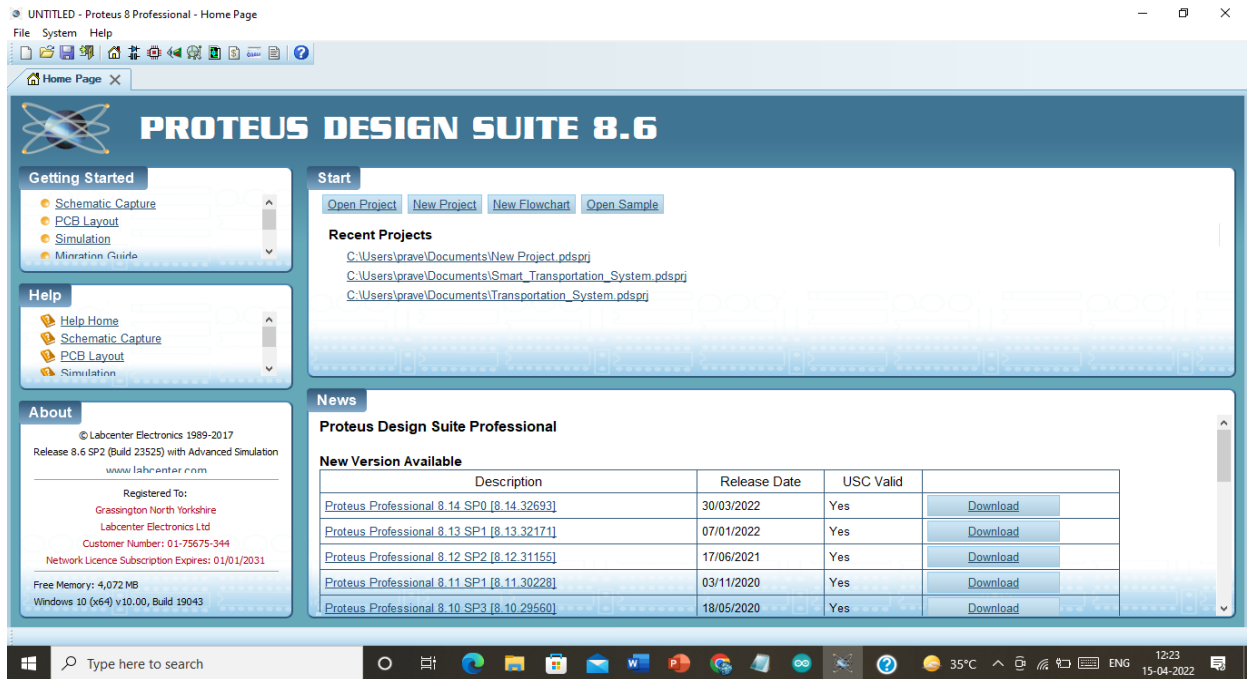 UNTITLED - Proteus 8 Professional - Home Page
File System Help
Home Page
PROTEUS DESIGN SUITE 8.6
Getting Started
Schematic Capture
PCB Layout
Simulation
Migration Guide
Help
Help Home
Schematic Capture
PCB Layout
Simulation
About
© Labcenter Electronics 1989-2017
Release 8.6 SP2 (Build 23525) with Advanced Simulation
www.labcenter.com
Registered To:
Grassington North Yorkshire
Labcenter Electronics Ltd
Customer Number: 01-75675-344
Network Licence Subscription Expires: 01/01/2031
Free Memory: 4,072 MB
Windows 10 (x64) v10.00, Build 19043
Start
Open Project New Project New Flowchart Open Sample
Recent Projects
C:\Users\prave\Documents\New Project.pdsprj
C:\Users\prave\Documents\Smart_Transportation_System.pdsprj
C:\Users\prave\Documents\Transportation_System.pdsprj
News
Proteus Design Suite Professional
New Version Available
Description Release Date USC Valid
Proteus Professional 8.14 SP0 [8.14.32693] 30/03/2022 Yes Download
Proteus Professional 8.13 SP1 [8.13.32171] 07/01/2022 Yes Download
Proteus Professional 8.12 SP2 [8.12.31155] 17/06/2021 Yes Download
Proteus Professional 8.11 SP1 [8.11.30228] 03/11/2020 Yes Download
Proteus Professional 8.10 SP3 [8.10.29560] 18/05/2020 Yes Download
Type here to search
35°C
ENG
12:23
15-04-2022